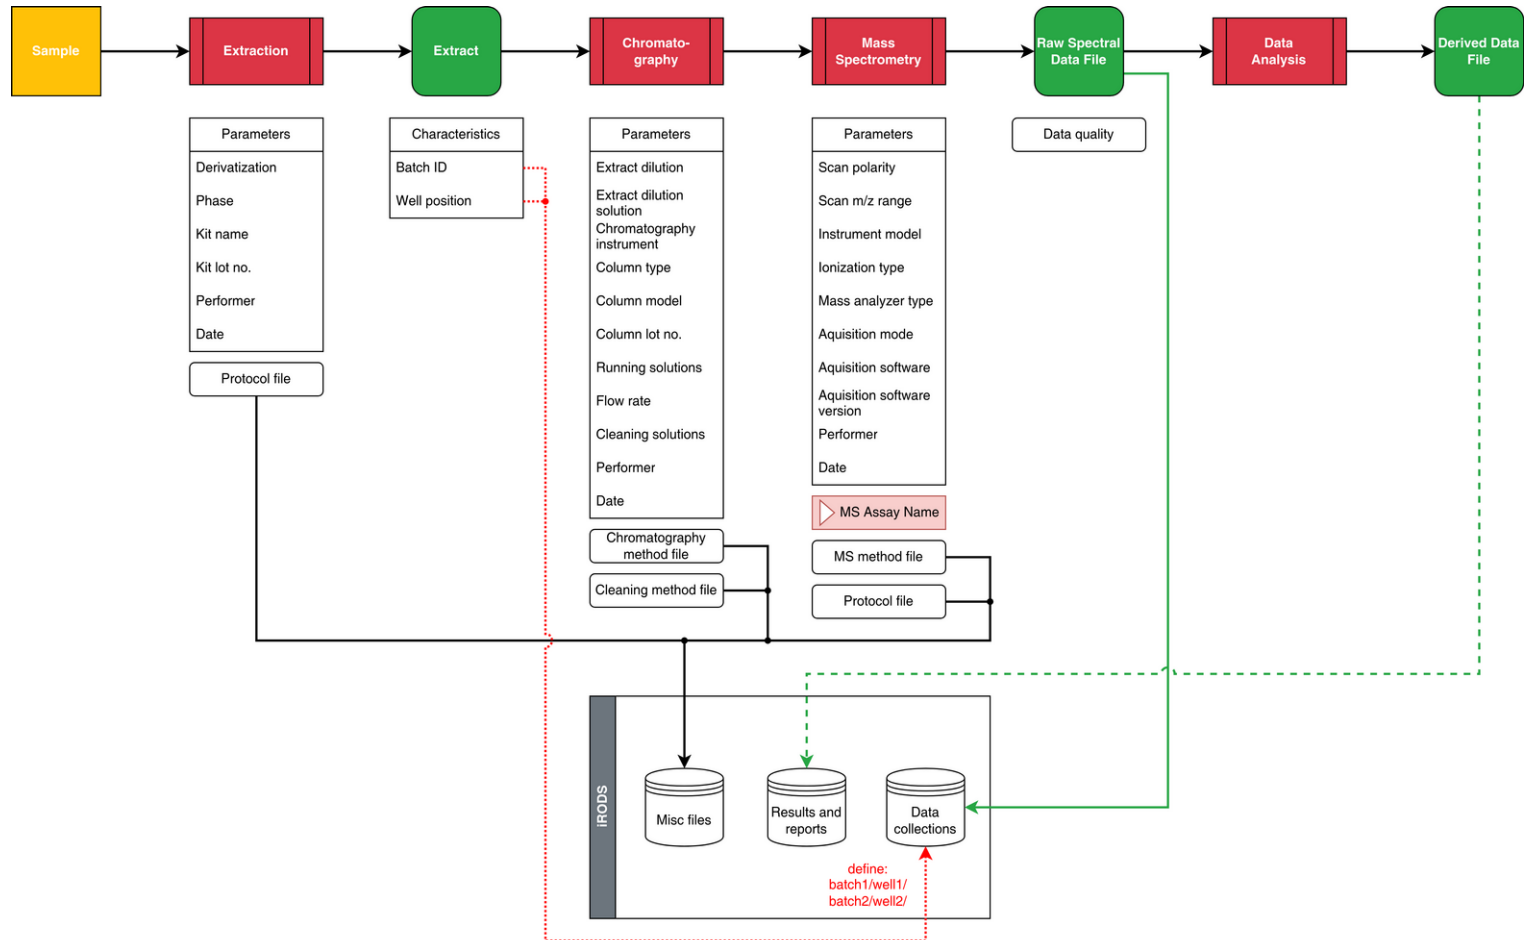 Sample
Extraction
Extract
Chromato-
graphy
Mass
Spectrometry
Raw Spectral
Data File
Data
Analysis
Derived Data
File
Parameters
Derivatization
Phase
Kit name
Kit lot no.
Performer
Date
Protocol file
Characteristics
Batch ID
Well position
Parameters
Extract dilution
Extract dilution
solution
Chromatography
instrument
Column type
Column model
Column lot no.
Running solutions
Flow rate
Cleaning solutions
Performer
Date
Chromatography
method file
Cleaning method file
Parameters
Scan polarity
Scan m/z range
Instrument model
Ionization type
Mass analyzer type
Aquisition mode
Aquisition software
Aquisition software
version
Performer
Date
MS Assay Name
MS method file
Protocol file
Data quality
iRODS
Misc files
Results and
reports
Data
collections
define:
batch1/well1/
batch2/well2/